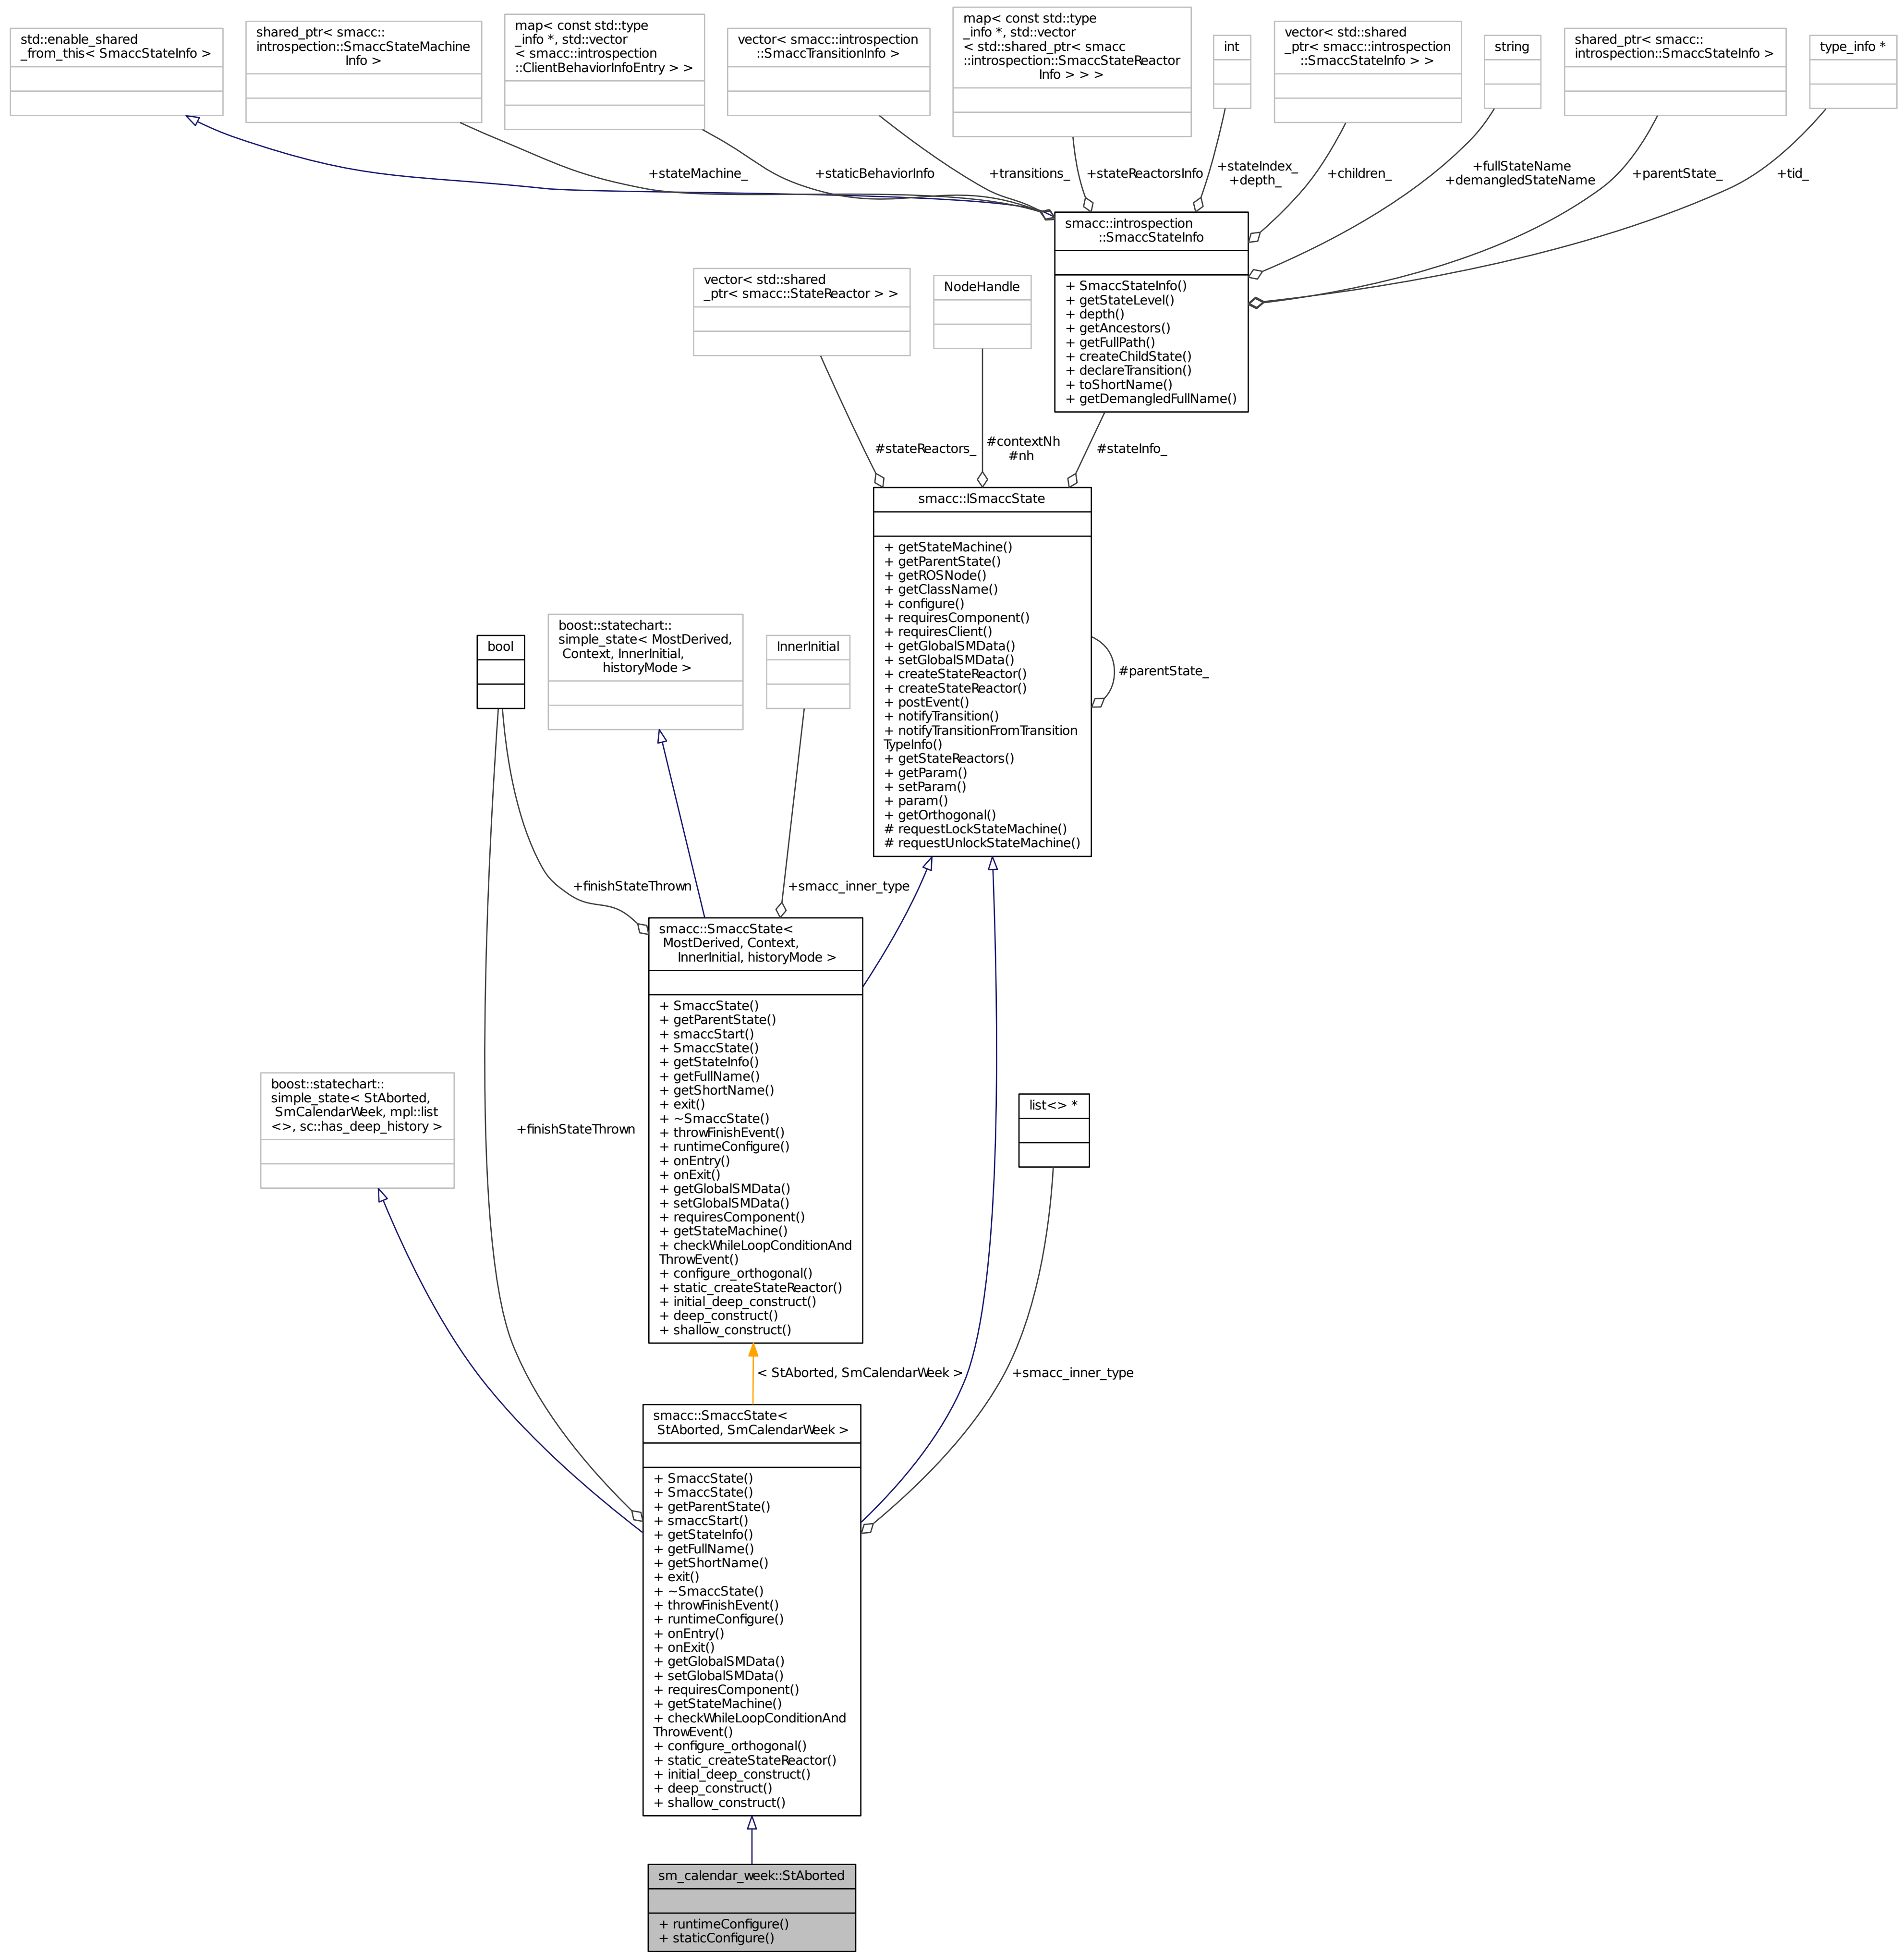 std::enable_shared
_from_this< SmaccStateInfo >
shared_ptr< smacc::
introspection::SmaccStateMachine
Info >
map< const std::type
_info *, std::vector
< smacc::introspection
::ClientBehaviorInfoEntry > >
vector< smacc::introspection
::SmaccTransitionInfo >
map< const std::type
_info *, std::vector
< std::shared_ptr< smacc
::introspection::SmaccStateReactor
Info > > >
int
vector< std::shared
_ptr< smacc::introspection
::SmaccStateInfo > >
string
shared_ptr< smacc::
introspection::SmaccStateInfo >
type_info *
+stateMachine_
+staticBehaviorInfo
+transitions_
+stateReactorsInfo
+stateIndex_
+depth_
+children_
+fullStateName
+demangledStateName
+parentState_
+tid_
smacc::introspection
::SmaccStateInfo
+ SmaccStateInfo()
+ getStateLevel()
+ depth()
+ getAncestors()
+ getFullPath()
+ createChildState()
+ declareTransition()
+ toShortName()
+ getDemangledFullName()
vector< std::shared
_ptr< smacc::StateReactor > >
NodeHandle
#stateReactors_
#contextNh
#nh
#stateInfo_
smacc::ISmaccState
+ getStateMachine()
+ getParentState()
+ getROSNode()
+ getClassName()
+ configure()
+ requiresComponent()
+ requiresClient()
+ getGlobalSMData()
+ setGlobalSMData()
+ createStateReactor()
+ createStateReactor()
+ postEvent()
+ notifyTransition()
+ notifyTransitionFromTransition
TypeInfo()
+ getStateReactors()
+ getParam()
+ setParam()
+ param()
+ getOrthogonal()
# requestLockStateMachine()
# requestUnlockStateMachine()
#parentState_
bool
boost::statechart::
simple_state< MostDerived,
Context, InnerInitial,
historyMode >
InnerInitial
+finishStateThrown
+smacc_inner_type
smacc::SmaccState<
MostDerived, Context,
InnerInitial, historyMode >
+ SmaccState()
+ getParentState()
+ smaccStart()
+ SmaccState()
+ getStateInfo()
+ getFullName()
+ getShortName()
+ exit()
+ ~SmaccState()
+ throwFinishEvent()
+ runtimeConfigure()
+ onEntry()
+ onExit()
+ getGlobalSMData()
+ setGlobalSMData()
+ requiresComponent()
+ getStateMachine()
+ checkWhileLoopConditionAnd
ThrowEvent()
+ configure_orthogonal()
+ static_createStateReactor()
+ initial_deep_construct()
+ deep_construct()
+ shallow_construct()
boost::statechart::
simple_state< StAborted,
SmCalendarWeek, mpl::list
<>, sc::has_deep_history >
+finishStateThrown
list<> *
< StAborted, SmCalendarWeek >
+smacc_inner_type
smacc::SmaccState<
StAborted, SmCalendarWeek >
+ SmaccState()
+ SmaccState()
+ getParentState()
+ smaccStart()
+ getStateInfo()
+ getFullName()
+ getShortName()
+ exit()
+ ~SmaccState()
+ throwFinishEvent()
+ runtimeConfigure()
+ onEntry()
+ onExit()
+ getGlobalSMData()
+ setGlobalSMData()
+ requiresComponent()
+ getStateMachine()
+ checkWhileLoopConditionAnd
ThrowEvent()
+ configure_orthogonal()
+ static_createStateReactor()
+ initial_deep_construct()
+ deep_construct()
+ shallow_construct()
sm_calendar_week::StAborted
+ runtimeConfigure()
+ staticConfigure()